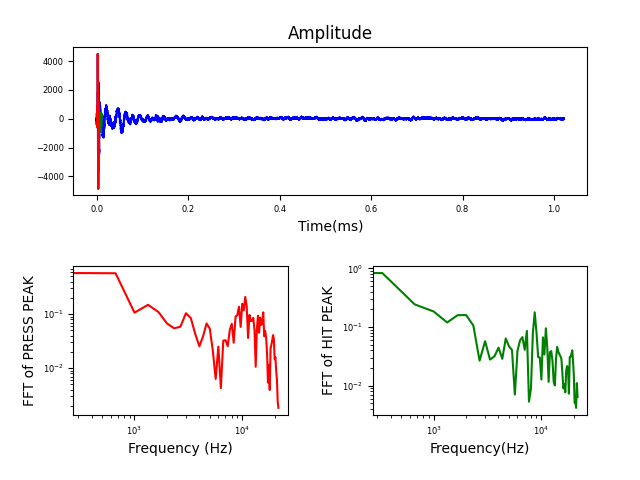 Amplitude
4000
2000
0
−2000
−4000
0.0 0.2 0.4 0.6 0.8 1.0
Time(ms)
FFT of PRESS PEAK
10⁻¹
10⁻²
10³ 10⁴
Frequency (Hz)
FFT of HIT PEAK
10⁰
10⁻¹
10⁻²
10³ 10⁴
Frequency(Hz)